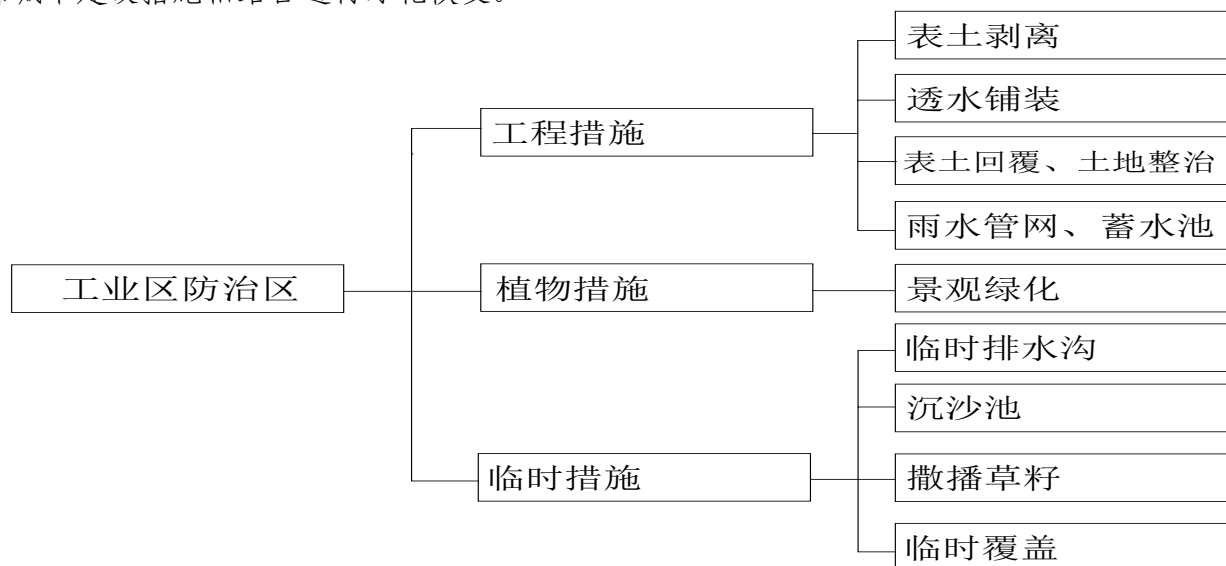 表土剥离
透水铺装
工程措施
表土回覆、土地整治
雨水管网、蓄水池
工业区防治区
植物措施
景观绿化
临时排水沟
沉沙池
临时措施
撒播草籽
临时覆盖